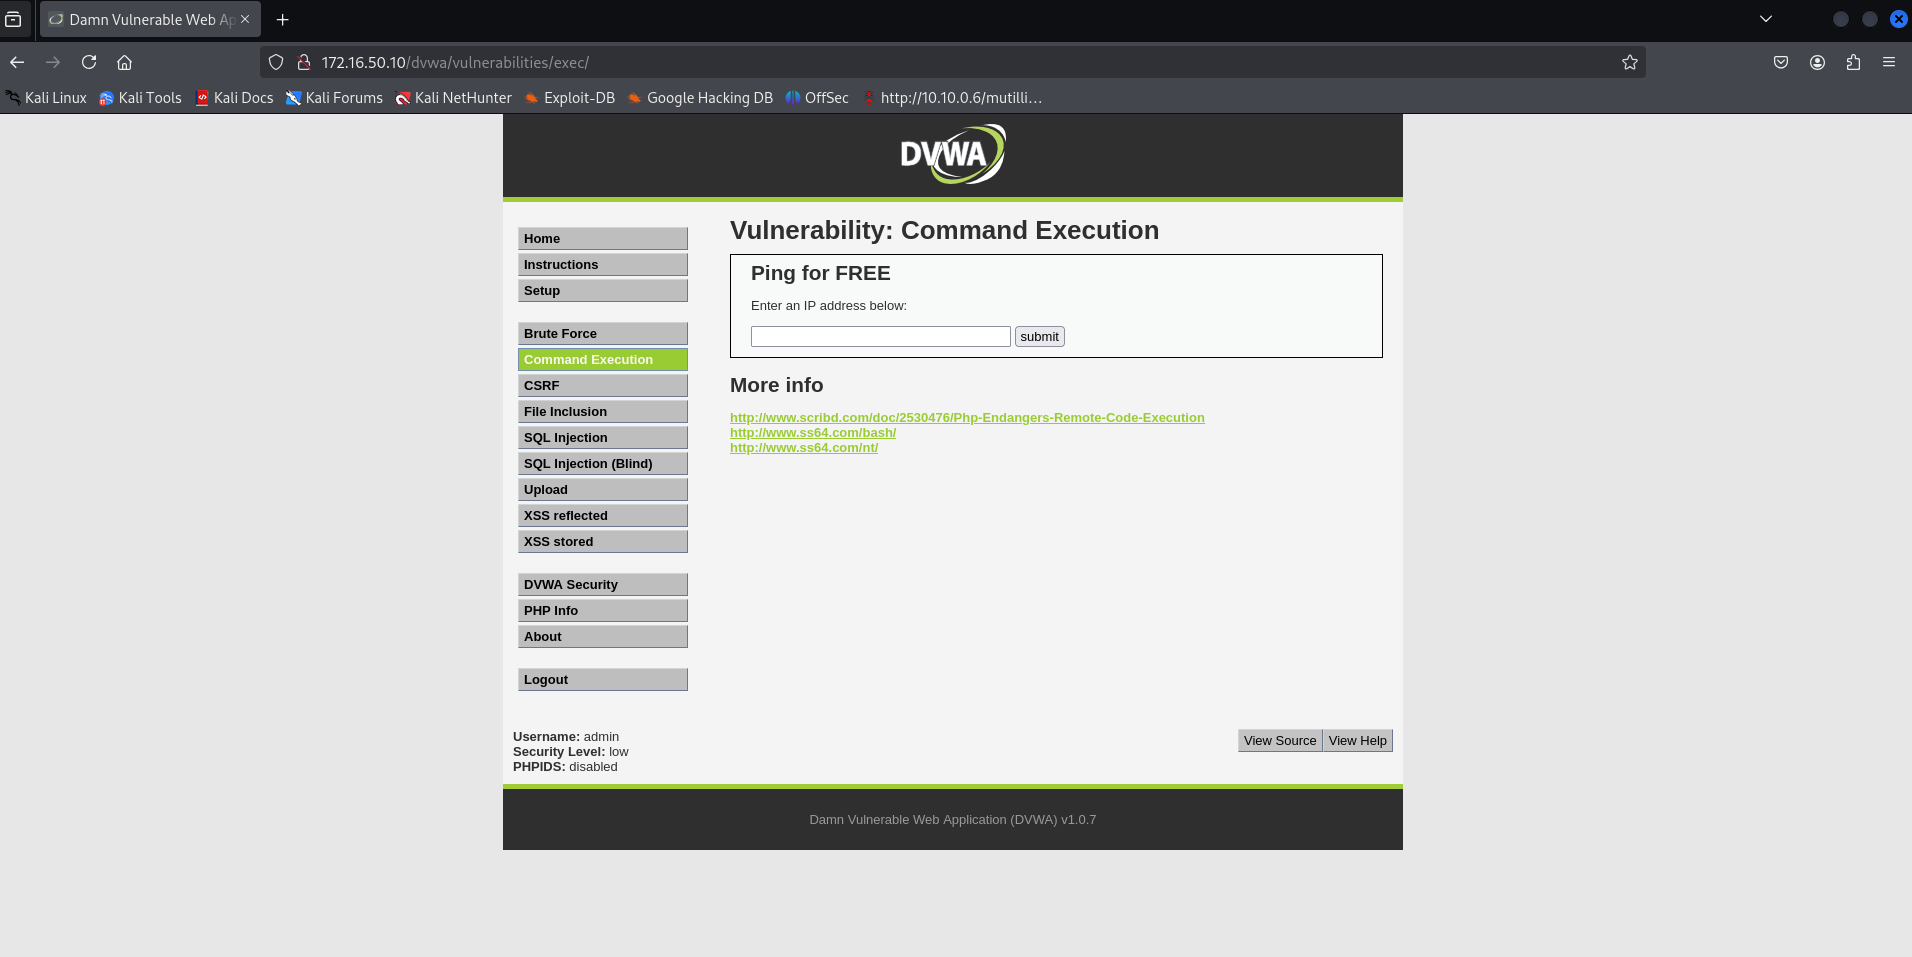 Damn Vulnerable Web Ap
172.16.50.10/dvwa/vulnerabilities/exec/
Kali Linux Kali Tools Kali Docs Kali Forums Kali NetHunter Exploit-DB Google Hacking DB OffSec http://10.10.0.6/mutilli…
DVWA
Home
Instructions
Setup
Brute Force
Command Execution
CSRF
File Inclusion
SQL Injection
SQL Injection (Blind)
Upload
XSS reflected
XSS stored
DVWA Security
PHP Info
About
Logout
Vulnerability: Command Execution
Ping for FREE
Enter an IP address below:
submit
More info
http://www.scribd.com/doc/2530476/Php-Endangers-Remote-Code-Execution
http://www.ss64.com/bash/
http://www.ss64.com/nt/
Username: admin
Security Level: low
PHPIDS: disabled
View Source View Help
Damn Vulnerable Web Application (DVWA) v1.0.7